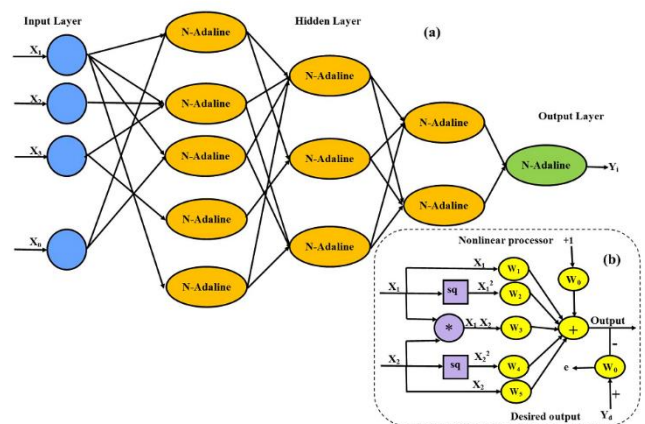 Input Layer
Hidden Layer
(a)
X₁
X₂
X₃
Xₙ
N-Adaline
N-Adaline
N-Adaline
N-Adaline
N-Adaline
N-Adaline
N-Adaline
N-Adaline
N-Adaline
N-Adaline
Output Layer
N-Adaline
Y₁
Nonlinear processor
+1
(b)
X₁
W₁
W₀
X₁
sq
X₁²
W₂
*
X₁ X₂
W₃
+
Output
-
X₂
sq
X₂²
W₄
e
W₀
X₂
W₅
+
Desired output
Y_d